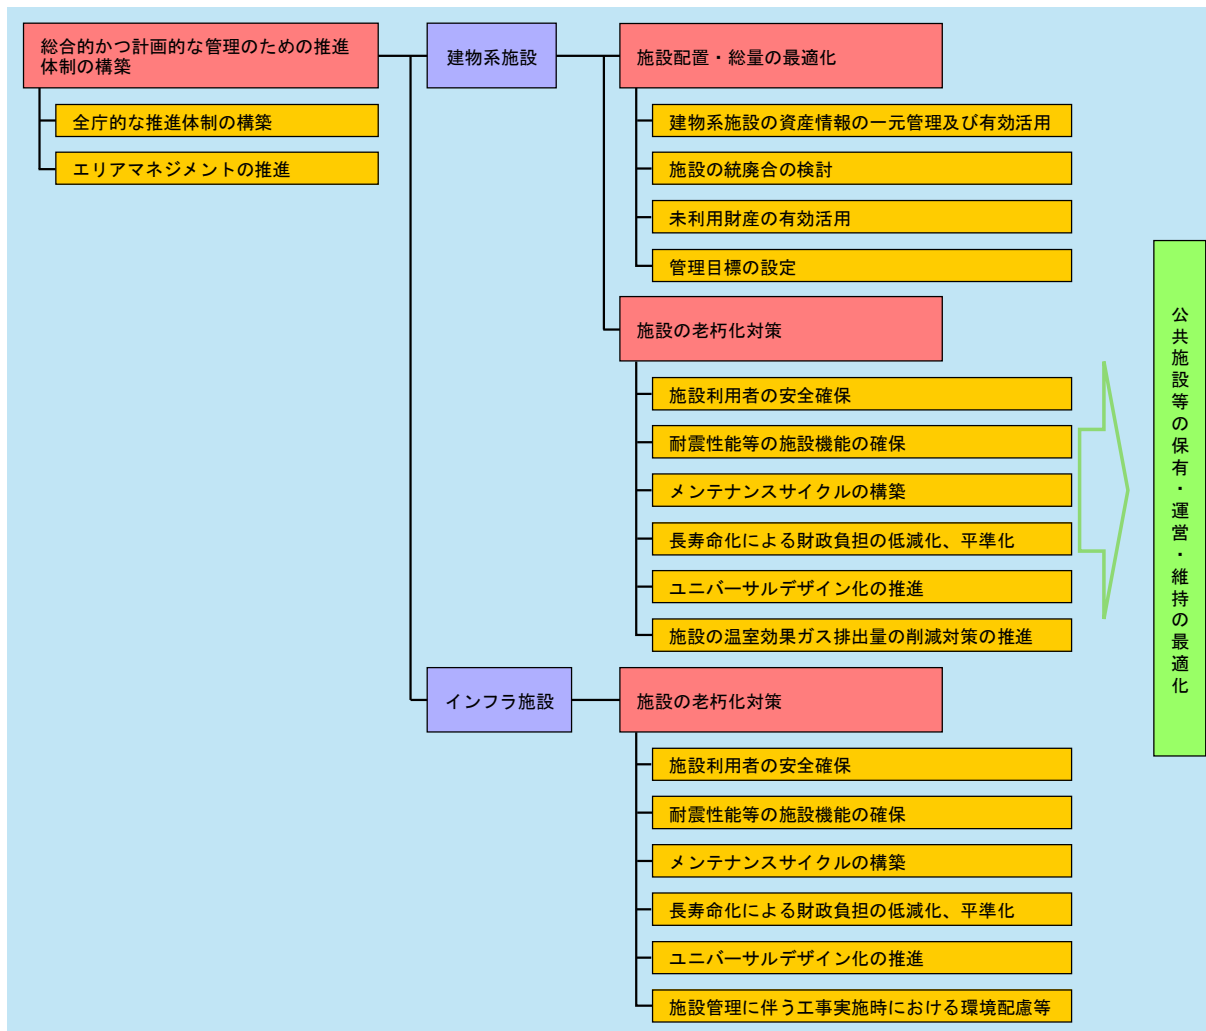 総合的かつ計画的な管理のための推進
体制の構築
全庁的な推進体制の構築
エリアマネジメントの推進
建物系施設
施設配置・総量の最適化
建物系施設の資産情報の一元管理及び有効活用
施設の統廃合の検討
未利用財産の有効活用
管理目標の設定
施設の老朽化対策
施設利用者の安全確保
耐震性能等の施設機能の確保
メンテナンスサイクルの構築
長寿命化による財政負担の低減化、平準化
ユニバーサルデザイン化の推進
施設の温室効果ガス排出量の削減対策の推進
インフラ施設
施設の老朽化対策
施設利用者の安全確保
耐震性能等の施設機能の確保
メンテナンスサイクルの構築
長寿命化による財政負担の低減化、平準化
ユニバーサルデザイン化の推進
施設管理に伴う工事実施時における環境配慮等
公共施設等の保有・運営・維持の最適化